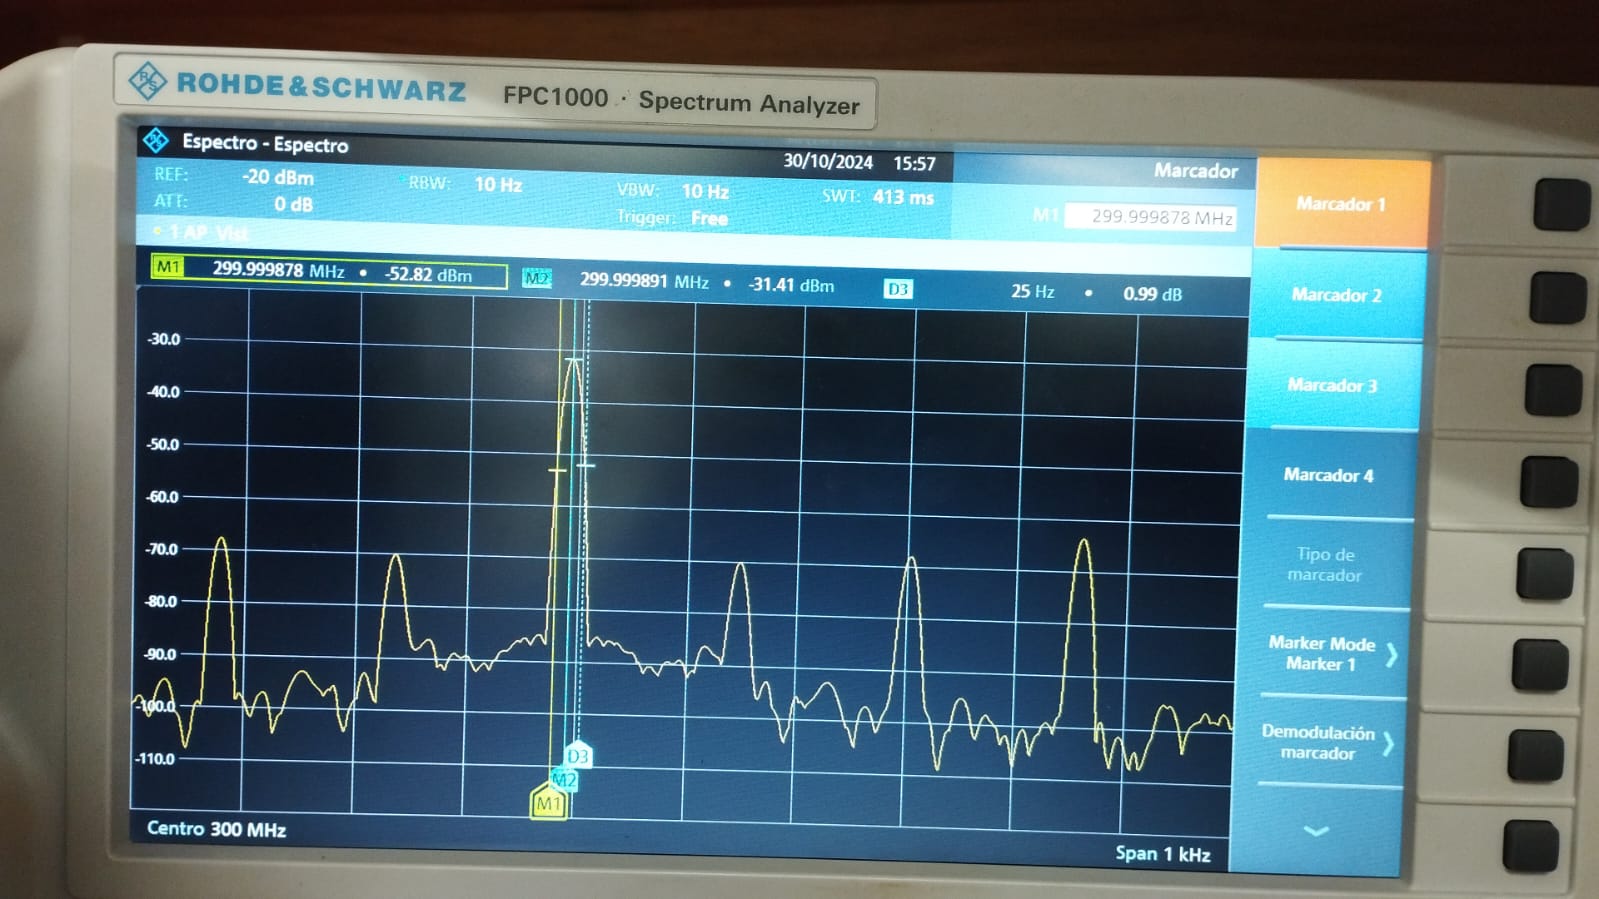 ROHDE & SCHWARZ FPC1000 · Spectrum Analyzer
Espectro - Espectro
30/10/2024 15:57
Marcador
REF: -20 dBm RBW: 10 Hz VBW: 10 Hz SWT: 413 ms
ATT: 0 dB Trigger: Free
M1 299.999878 MHz
1 AP Vist
M1 299.999878 MHz • -52.82 dBm M2 299.999891 MHz • -31.41 dBm D3 25 Hz • 0.99 dB
-30.0
-40.0
-50.0
-60.0
-70.0
-80.0
-90.0
-100.0
-110.0
D3
M2
M1
Centro 300 MHz
Span 1 kHz
Marcador 1
Marcador 2
Marcador 3
Marcador 4
Tipo de
marcador
Marker Mode
Marker 1
Demodulación
marcador